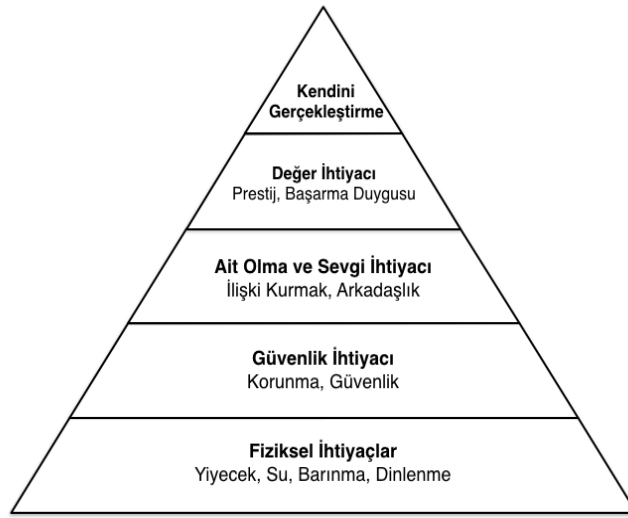 Kendini
Gerçekleştirme
Değer İhtiyacı
Prestij, Başarma Duygusu
Ait Olma ve Sevgi İhtiyacı
İlişki Kurmak, Arkadaşlık
Güvenlik İhtiyacı
Korunma, Güvenlik
Fiziksel İhtiyaçlar
Yiyecek, Su, Barınma, Dinlenme